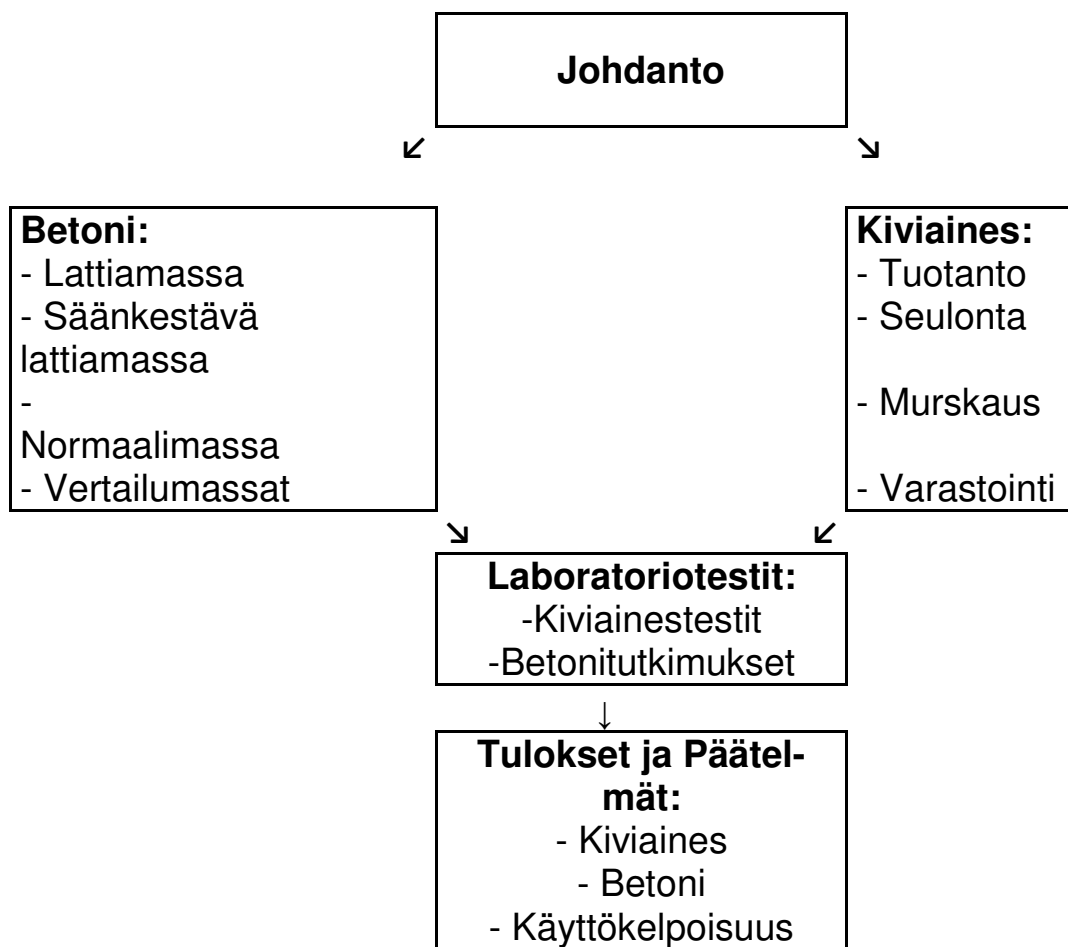 Johdanto
↙ ↘
Betoni:
- Lattiamassa
- Säänkestävä
lattiamassa
-
Normaalimassa
- Vertailumassat
Kiviaines:
- Tuotanto
- Seulonta
- Murskaus
- Varastointi
↘ ↙
Laboratoriotestit:
-Kiviainestestit
-Betonitutkimukset
↓
Tulokset ja Päätel-
mät:
- Kiviaines
- Betoni
- Käyttökelpoisuus